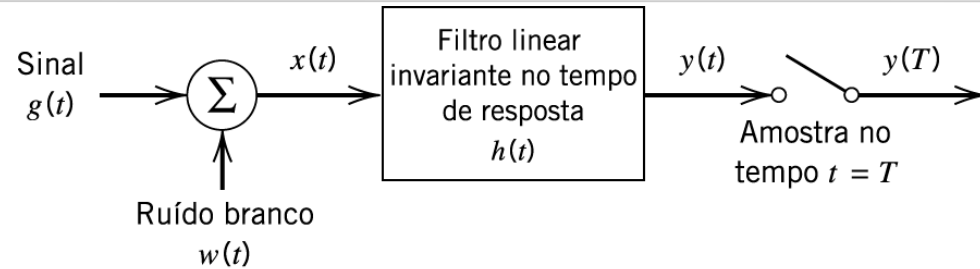 Sinal
g(t)
Σ
x(t)
Filtro linear
invariante no tempo
de resposta
h(t)
y(t)
y(T)
Amostra no
tempo t = T
Ruído branco
w(t)